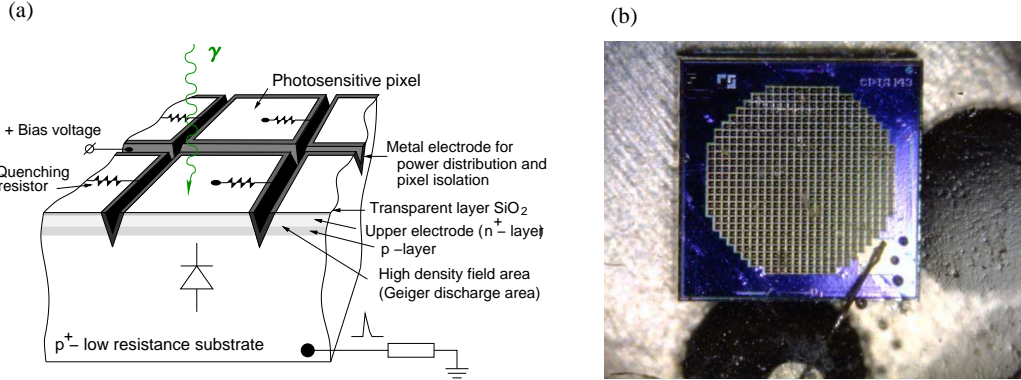 (a)
(b)
γ
Photosensitive pixel
+ Bias voltage
Quenching
resistor
Metal electrode for
power distribution and
pixel isolation
Transparent layer SiO2
Upper electrode (n+− layer)
p −layer
High density field area
(Geiger discharge area)
p+− low resistance substrate